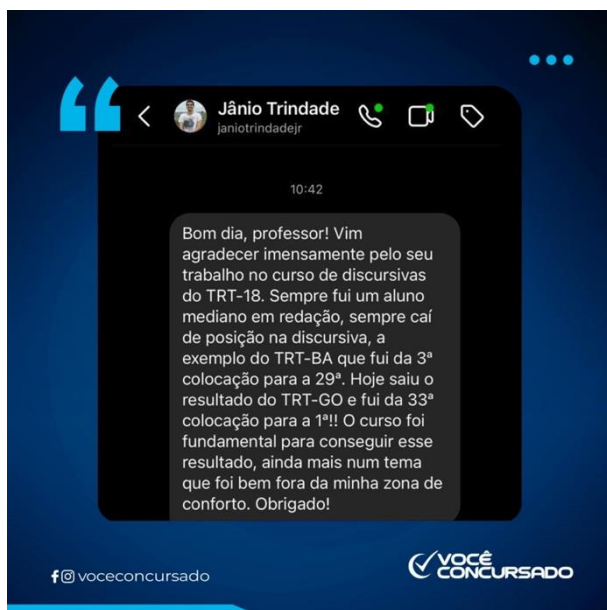 Jânio Trindade
janiotrindadejr
10:42
Bom dia, professor! Vim
agradecer imensamente pelo seu
trabalho no curso de discursivas
do TRT-18. Sempre fui um aluno
mediano em redação, sempre caí
de posição na discursiva, a
exemplo do TRT-BA que fui da 3ª
colocação para a 29ª. Hoje saiu o
resultado do TRT-GO e fui da 33ª
colocação para a 1ª!! O curso foi
fundamental para conseguir esse
resultado, ainda mais num tema
que foi bem fora da minha zona de
conforto. Obrigado!
voceconcursado
VOCÊ
CONCURSADO